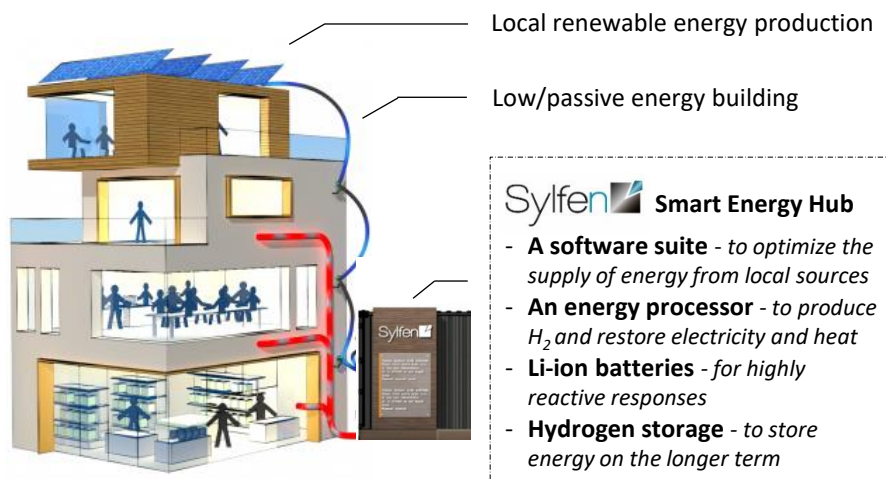 Local renewable energy production
Low/passive energy building
Sylfen Smart Energy Hub
- A software suite - to optimize the
supply of energy from local sources
- An energy processor - to produce
H₂ and restore electricity and heat
- Li-ion batteries - for highly
reactive responses
- Hydrogen storage - to store
energy on the longer term
Sylfen